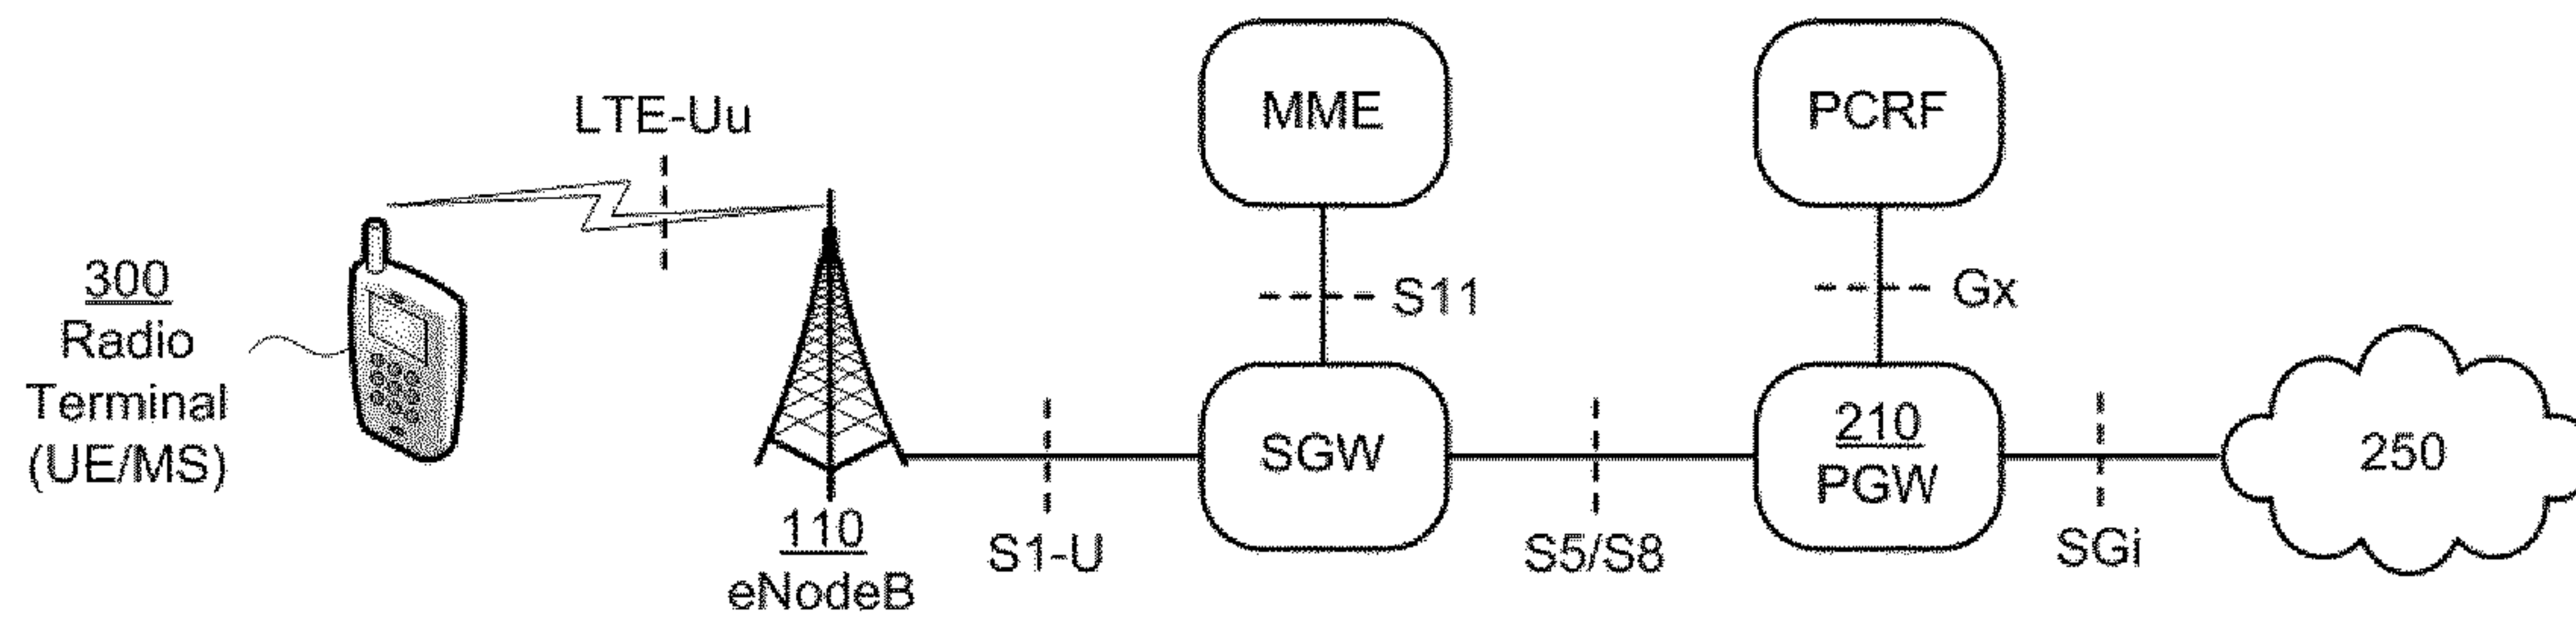 MME
PCRF
LTE-Uu
300
Radio
Terminal
(UE/MS)
S11
Gx
SGW
210
PGW
250
110
eNodeB
S1-U
S5/S8
SGi